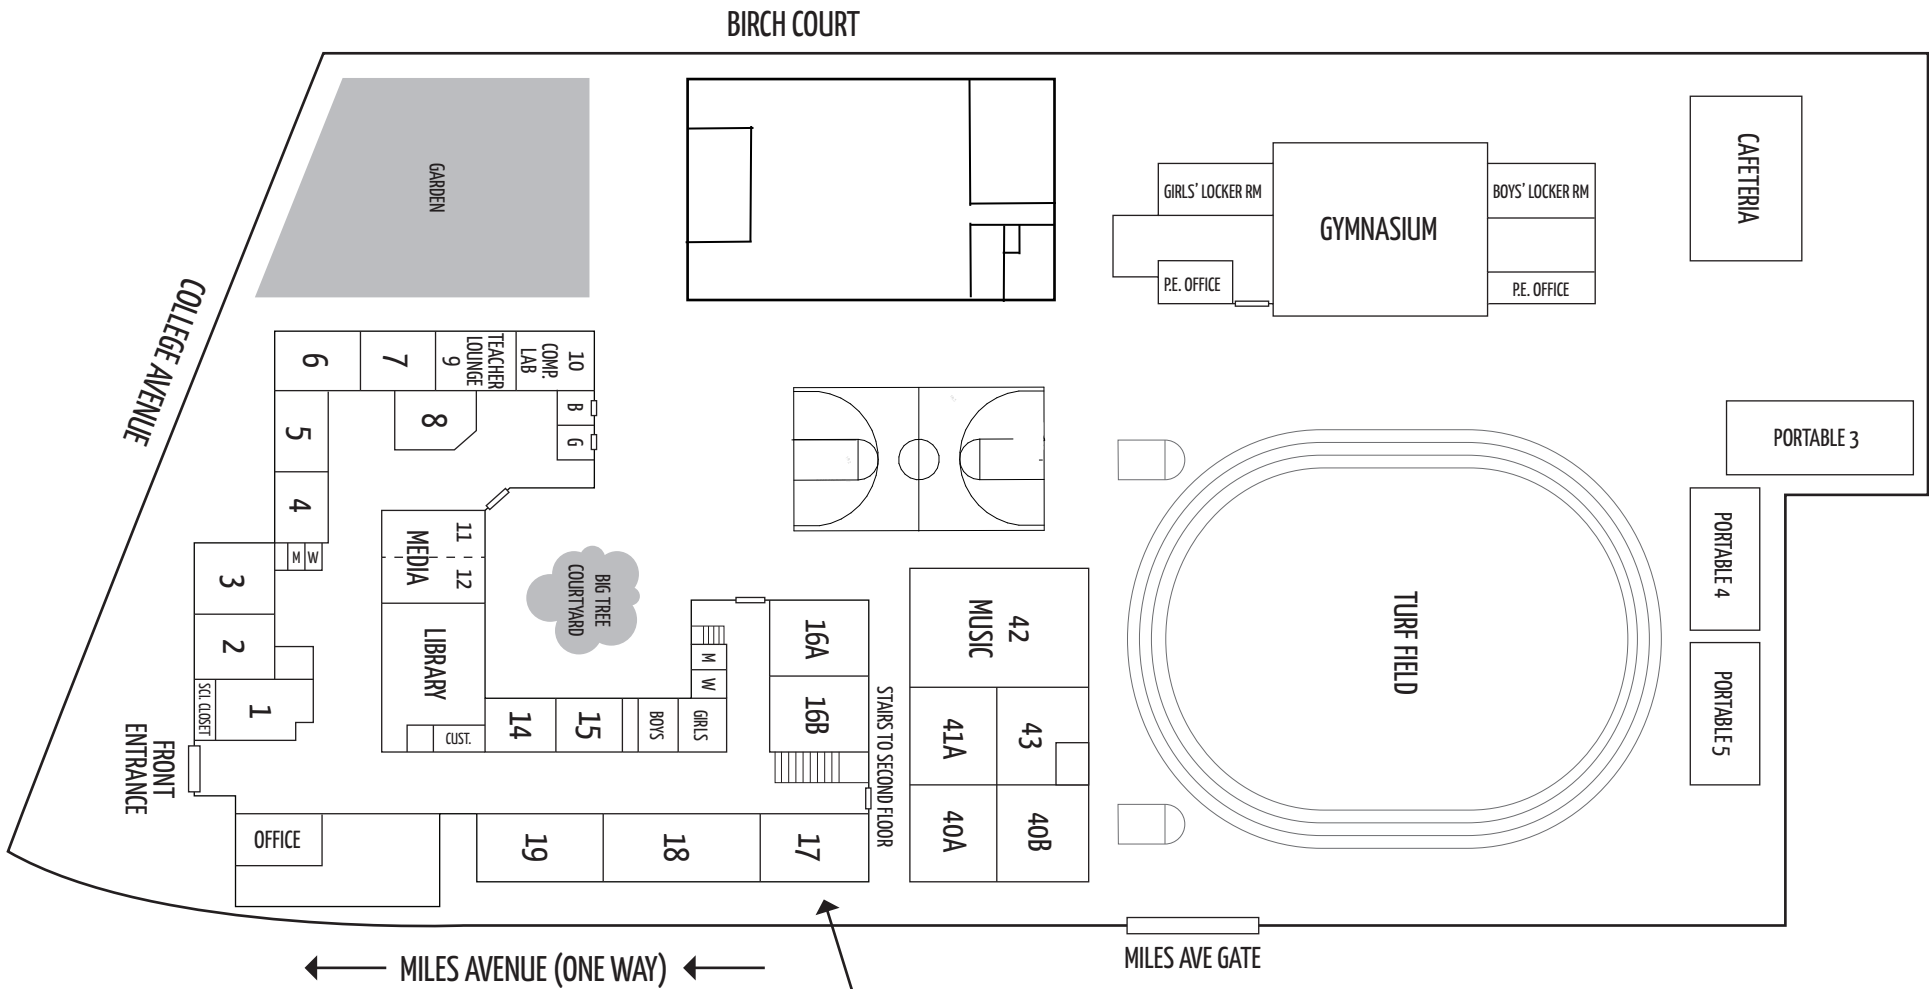 BIRCH COURT
GARDEN
COLLEGE AVENUE
GIRLS' LOCKER RM
GYMNASIUM
BOYS' LOCKER RM
P.E. OFFICE
P.E. OFFICE
CAFETERIA
6
7
TEACHER
LOUNGE
9
10
COMP.
LAB
5
8
B
G
4
M
W
3
2
1
SCI. CLOSET
11
MEDIA
12
LIBRARY
CUST.
BIG TREE
COURTYARD
14
15
BOYS
GIRLS
M
W
16A
16B
STAIRS TO SECOND FLOOR
FRONT
ENTRANCE
OFFICE
19
18
17
42
MUSIC
41A
43
40A
40B
TURF FIELD
PORTABLE 3
PORTABLE 4
PORTABLE 5
MILES AVENUE (ONE WAY)
MILES AVE GATE